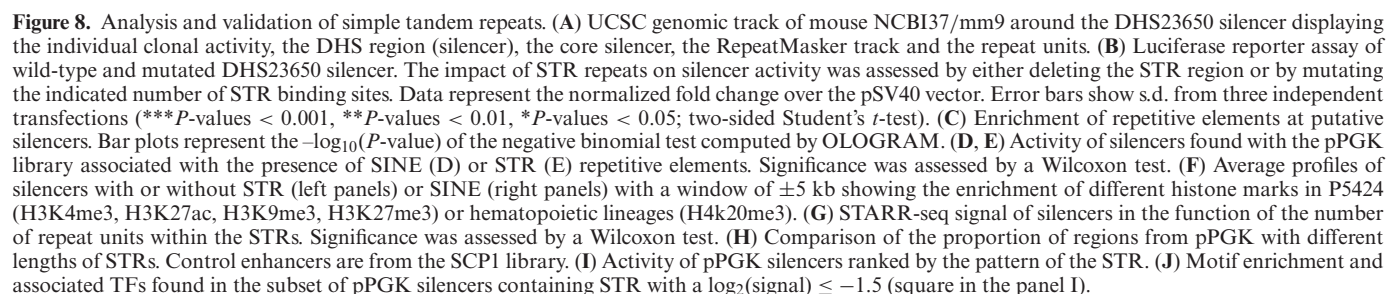 Figure 8. Analysis and validation of simple tandem repeats. (A) UCSC genomic track of mouse NCBI37/mm9 around the DHS23650 silencer displaying
the individual clonal activity, the DHS region (silencer), the core silencer, the RepeatMasker track and the repeat units. (B) Luciferase reporter assay of
wild-type and mutated DHS23650 silencer. The impact of STR repeats on silencer activity was assessed by either deleting the STR region or by mutating
the indicated number of STR binding sites. Data represent the normalized fold change over the pSV40 vector. Error bars show s.d. from three independent
transfections (***P-values < 0.001, **P-values < 0.01, *P-values < 0.05; two-sided Student's t-test). (C) Enrichment of repetitive elements at putative
silencers. Bar plots represent the –log10(P-value) of the negative binomial test computed by OLOGRAM. (D, E) Activity of silencers found with the pPGK
library associated with the presence of SINE (D) or STR (E) repetitive elements. Significance was assessed by a Wilcoxon test. (F) Average profiles of
silencers with or without STR (left panels) or SINE (right panels) with a window of ±5 kb showing the enrichment of different histone marks in P5424
(H3K4me3, H3K27ac, H3K9me3, H3K27me3) or hematopoietic lineages (H4k20me3). (G) STARR-seq signal of silencers in the function of the number
of repeat units within the STRs. Significance was assessed by a Wilcoxon test. (H) Comparison of the proportion of regions from pPGK with different
lengths of STRs. Control enhancers are from the SCP1 library. (I) Activity of pPGK silencers ranked by the pattern of the STR. (J) Motif enrichment and
associated TFs found in the subset of pPGK silencers containing STR with a log2(signal) ≤ −1.5 (square in the panel I).